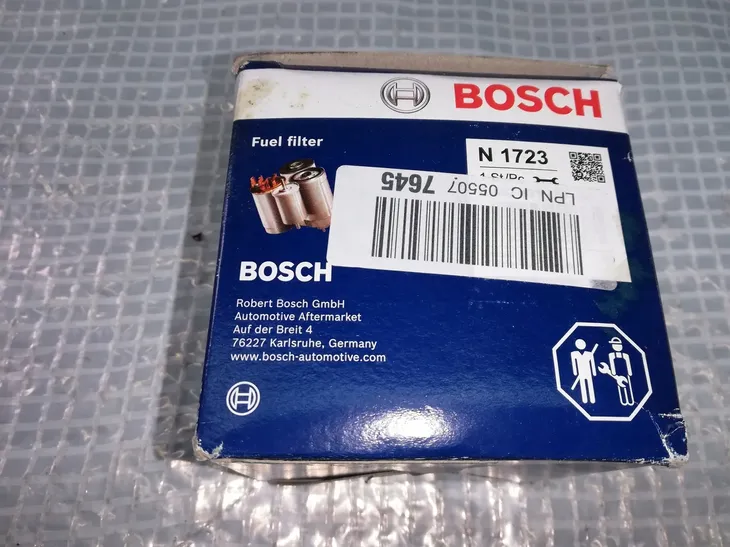 BOSCH
Fuel filter
N 1723
LPN IC 05507 7645
BOSCH
Robert Bosch GmbH
Automotive Aftermarket
Auf der Breit 4
76227 Karlsruhe, Germany
www.bosch-automotive.com